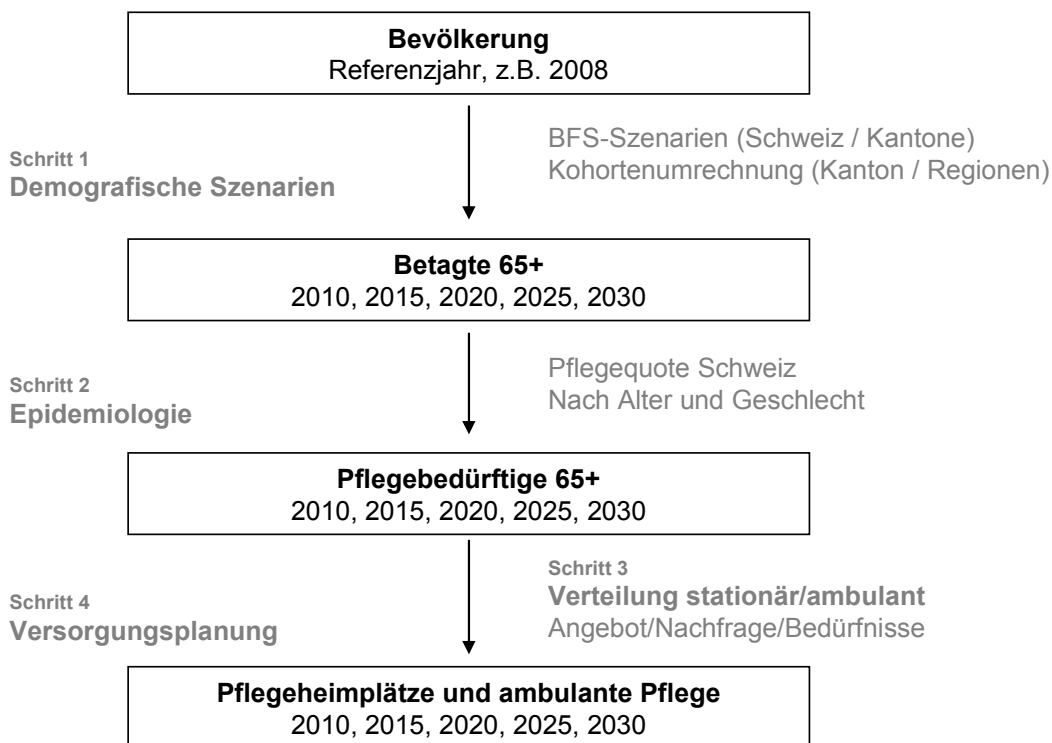 Bevölkerung
Referenzjahr, z.B. 2008
BFS-Szenarien (Schweiz / Kantone)
Kohortenumrechnung (Kanton / Regionen)
Schritt 1
Demografische Szenarien
Betagte 65+
2010, 2015, 2020, 2025, 2030
Pflegequote Schweiz
Nach Alter und Geschlecht
Schritt 2
Epidemiologie
Pflegebedürftige 65+
2010, 2015, 2020, 2025, 2030
Schritt 3
Verteilung stationär/ambulant
Angebot/Nachfrage/Bedürfnisse
Schritt 4
Versorgungsplanung
Pflegeheimplätze und ambulante Pflege
2010, 2015, 2020, 2025, 2030